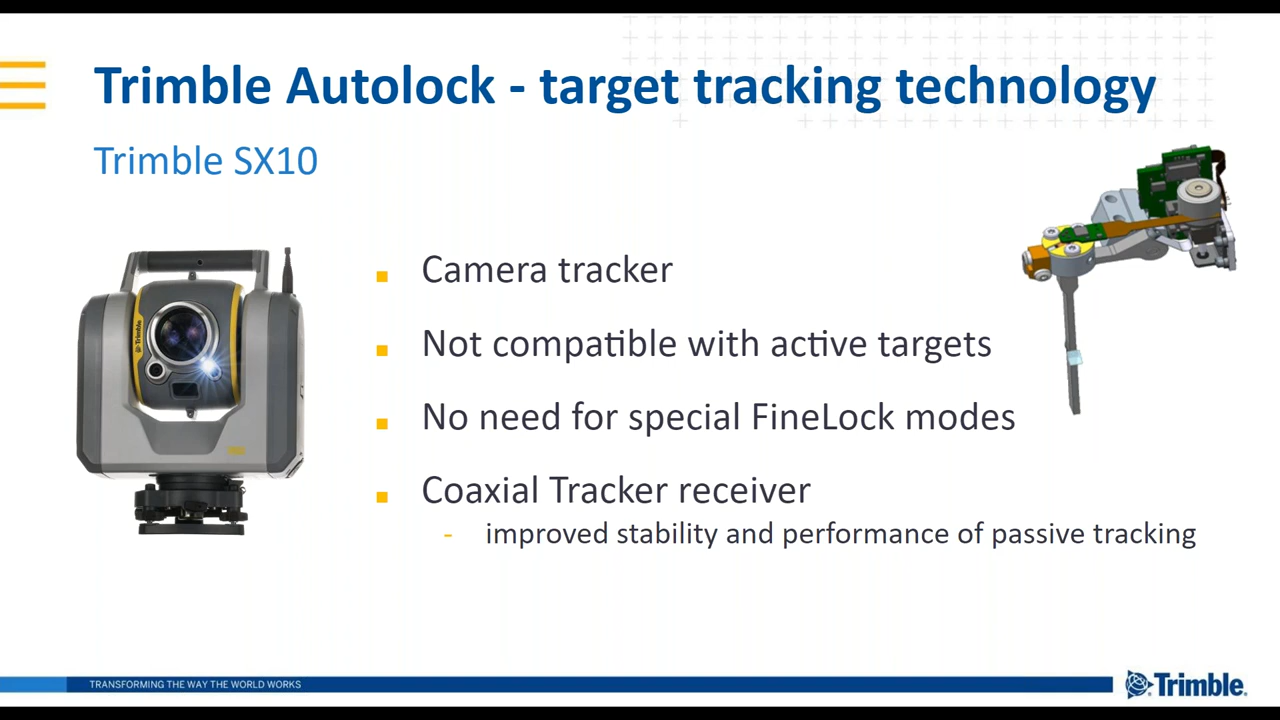 Trimble Autolock - target tracking technology
Trimble SX10
Camera tracker
Not compatible with active targets
No need for special FineLock modes
Coaxial Tracker receiver
- improved stability and performance of passive tracking
Trimble
TRANSFORMING THE WAY THE WORLD WORKS
Trimble